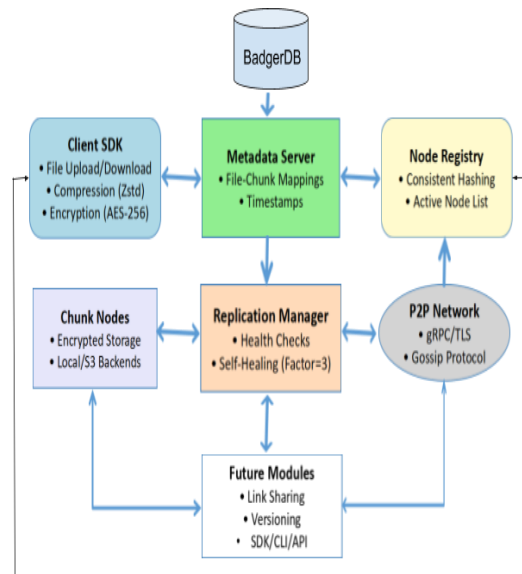 BadgerDB
Client SDK
• File Upload/Download
• Compression (Zstd)
• Encryption (AES-256)
Metadata Server
• File-Chunk Mappings
• Timestamps
Node Registry
• Consistent Hashing
• Active Node List
Chunk Nodes
• Encrypted Storage
• Local/S3 Backends
Replication Manager
• Health Checks
• Self-Healing (Factor=3)
P2P Network
• gRPC/TLS
• Gossip Protocol
Future Modules
• Link Sharing
• Versioning
• SDK/CLI/API